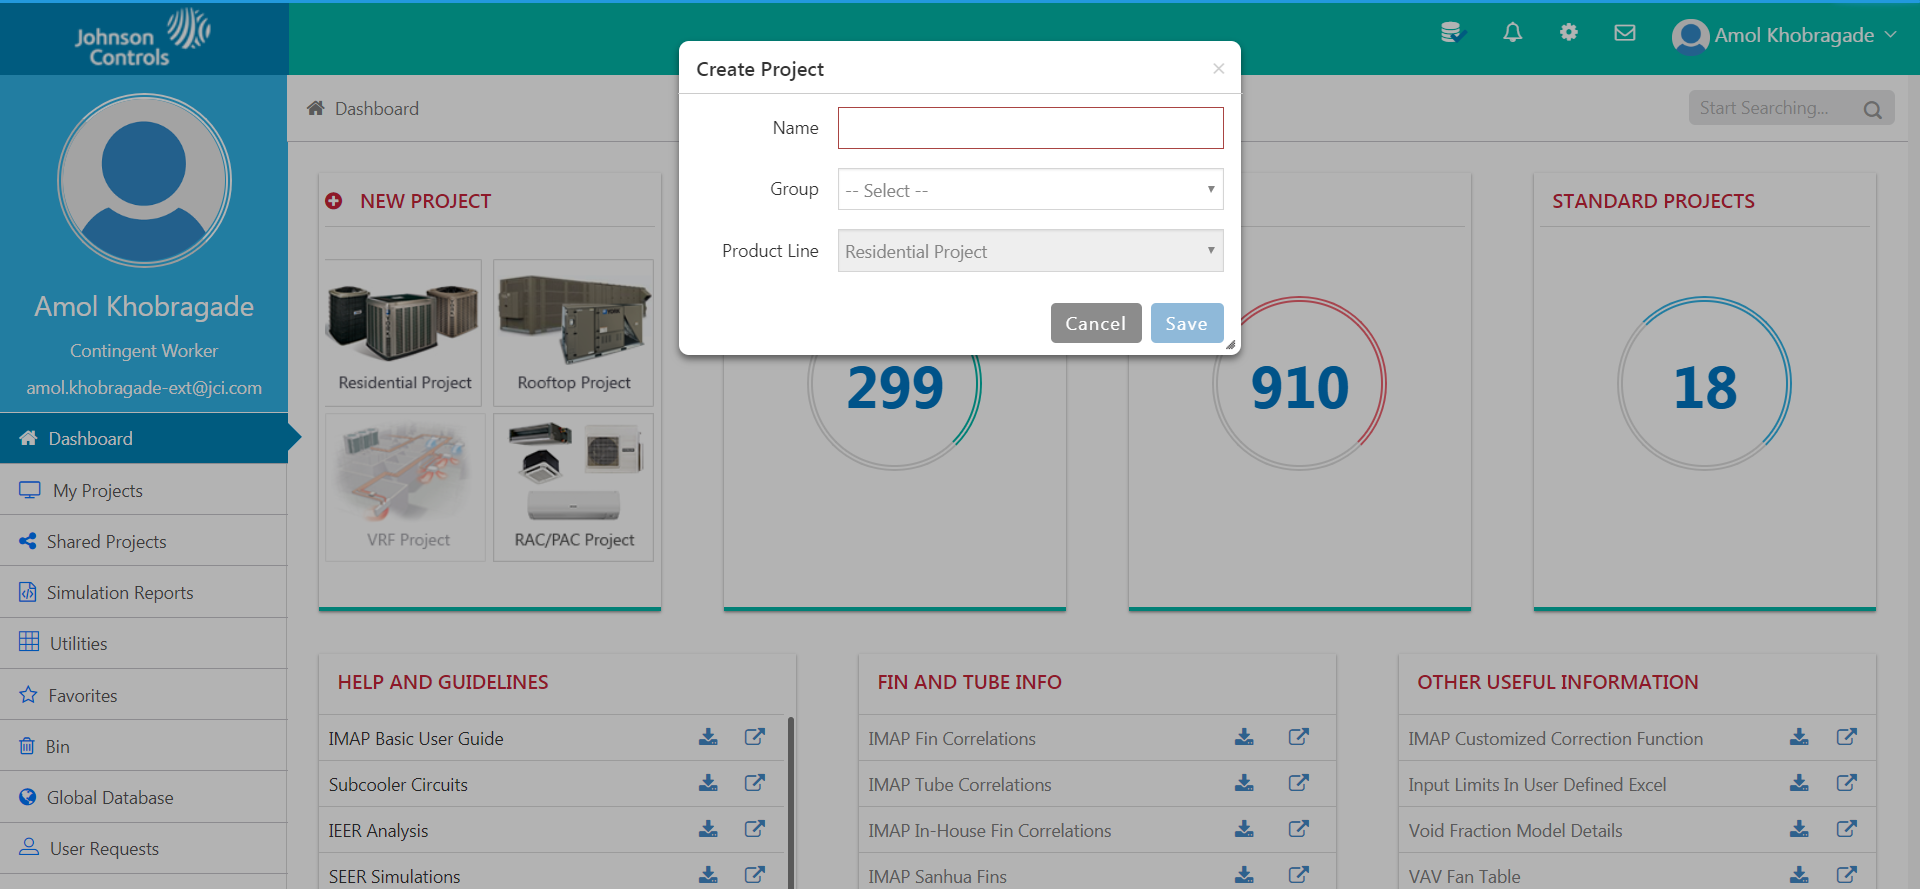 Johnson
Controls
Amol Khobragade
Amol Khobragade
Contingent Worker
amol.khobragade-ext@jci.com
Dashboard
My Projects
Shared Projects
Simulation Reports
Utilities
Favorites
Bin
Global Database
User Requests
Dashboard
Start Searching...
Create Project
×
Name
Group
-- Select --
Product Line
Residential Project
Cancel
Save
NEW PROJECT
Residential Project
Rooftop Project
VRF Project
RAC/PAC Project
299
910
STANDARD PROJECTS
18
HELP AND GUIDELINES
IMAP Basic User Guide
Subcooler Circuits
IEER Analysis
SEER Simulations
FIN AND TUBE INFO
IMAP Fin Correlations
IMAP Tube Correlations
IMAP In-House Fin Correlations
IMAP Sanhua Fins
OTHER USEFUL INFORMATION
IMAP Customized Correction Function
Input Limits In User Defined Excel
Void Fraction Model Details
VAV Fan Table